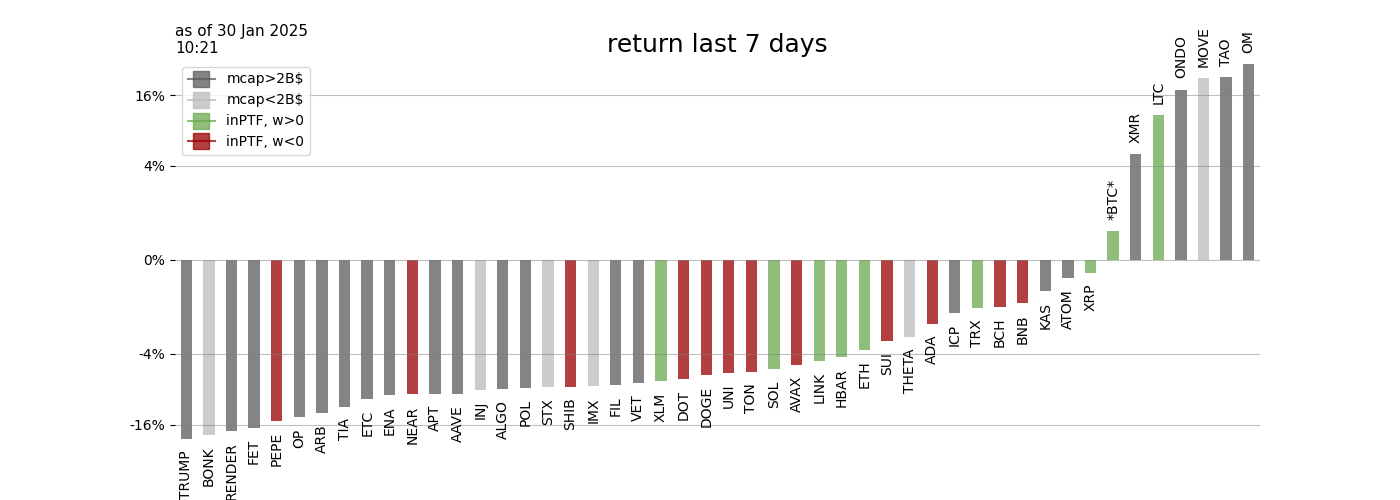 as of 30 Jan 2025
10:21
return last 7 days
mcap>2B$
mcap<2B$
inPTF, w>0
inPTF, w<0
16%
4%
0%
-4%
-16%
TRUMP
BONK
RENDER
FET
PEPE
OP
ARB
TIA
ETC
ENA
NEAR
APT
AAVE
INJ
ALGO
POL
STX
SHIB
IMX
FIL
VET
XLM
DOT
DOGE
UNI
TON
SOL
AVAX
LINK
HBAR
ETH
SUI
THETA
ADA
ICP
TRX
BCH
BNB
KAS
ATOM
XRP
*BTC*
XMR
LTC
ONDO
MOVE
TAO
OM